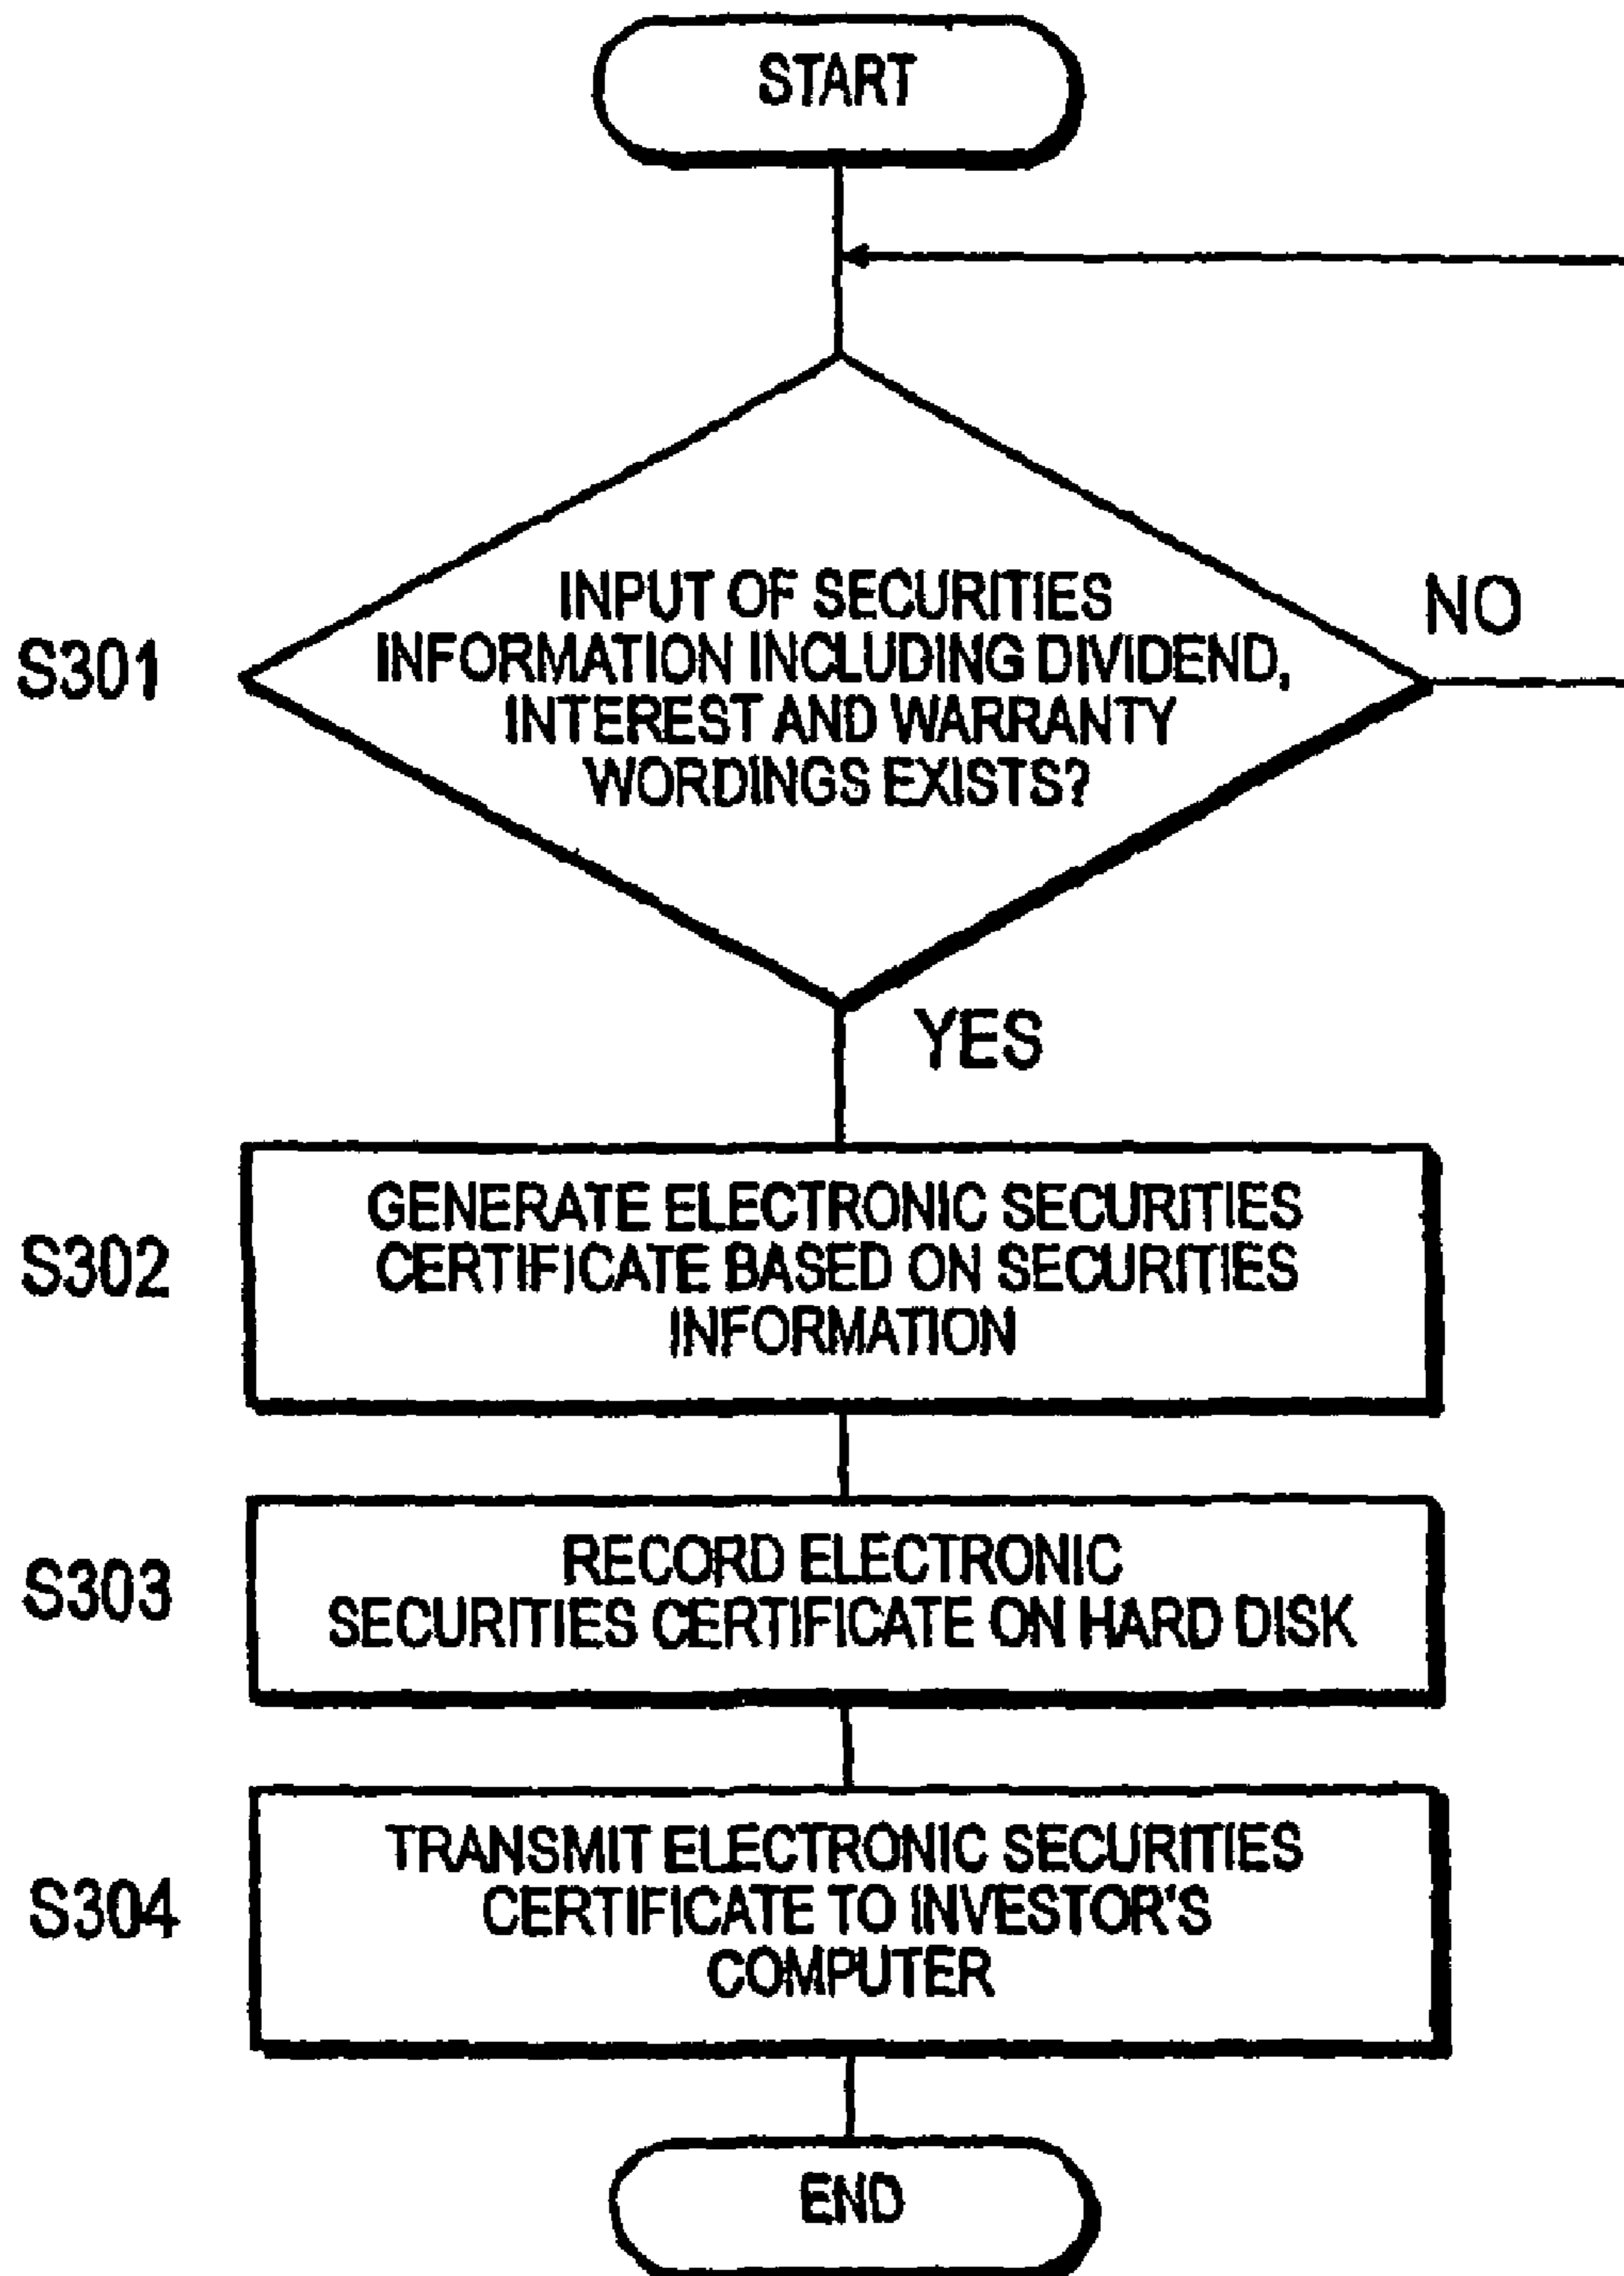 START
S301
INPUT OF SECURITIES
INFORMATION INCLUDING DIVIDEND,
INTEREST AND WARRANTY
WORDINGS EXISTS?
NO
YES
S302
GENERATE ELECTRONIC SECURITIES
CERTIFICATE BASED ON SECURITIES
INFORMATION
S303
RECORD ELECTRONIC
SECURITIES CERTIFICATE ON HARD DISK
S304
TRANSMIT ELECTRONIC SECURITIES
CERTIFICATE TO INVESTOR'S
COMPUTER
END